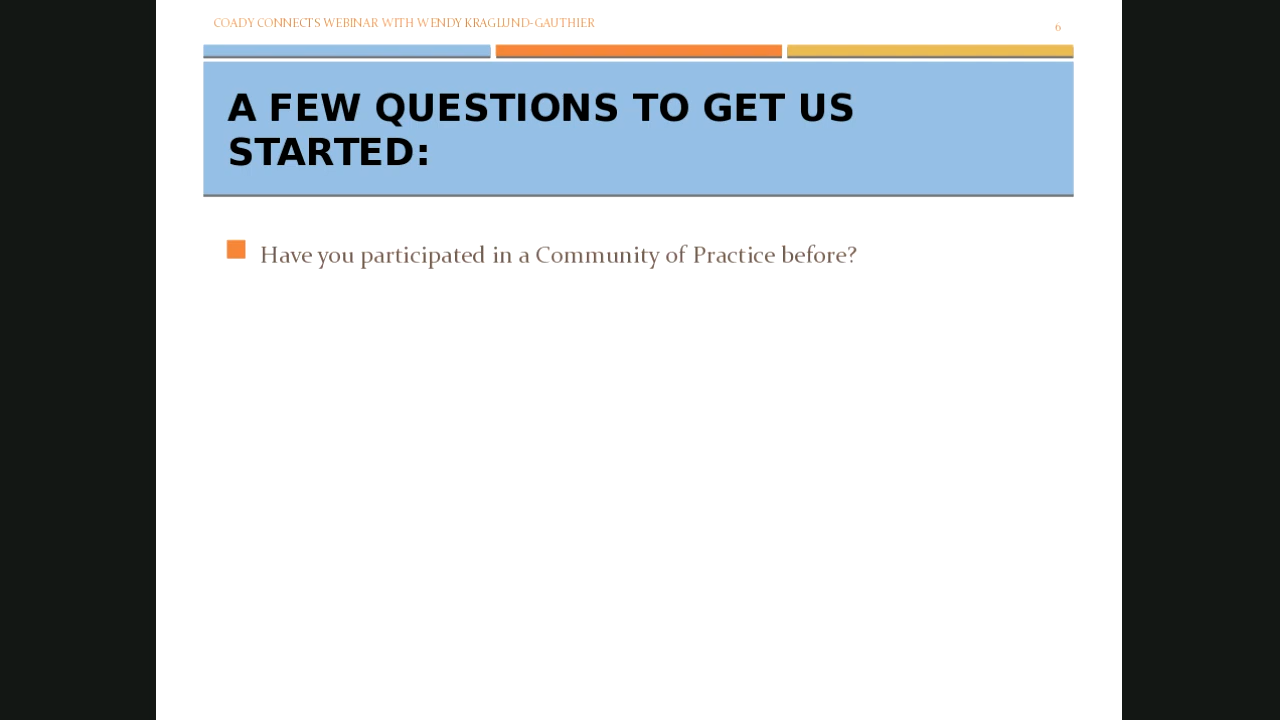 COADY CONNECTS WEBINAR WITH WENDY KRAGLUND-GAUTHIER
6
A FEW QUESTIONS TO GET US
STARTED:
Have you participated in a Community of Practice before?